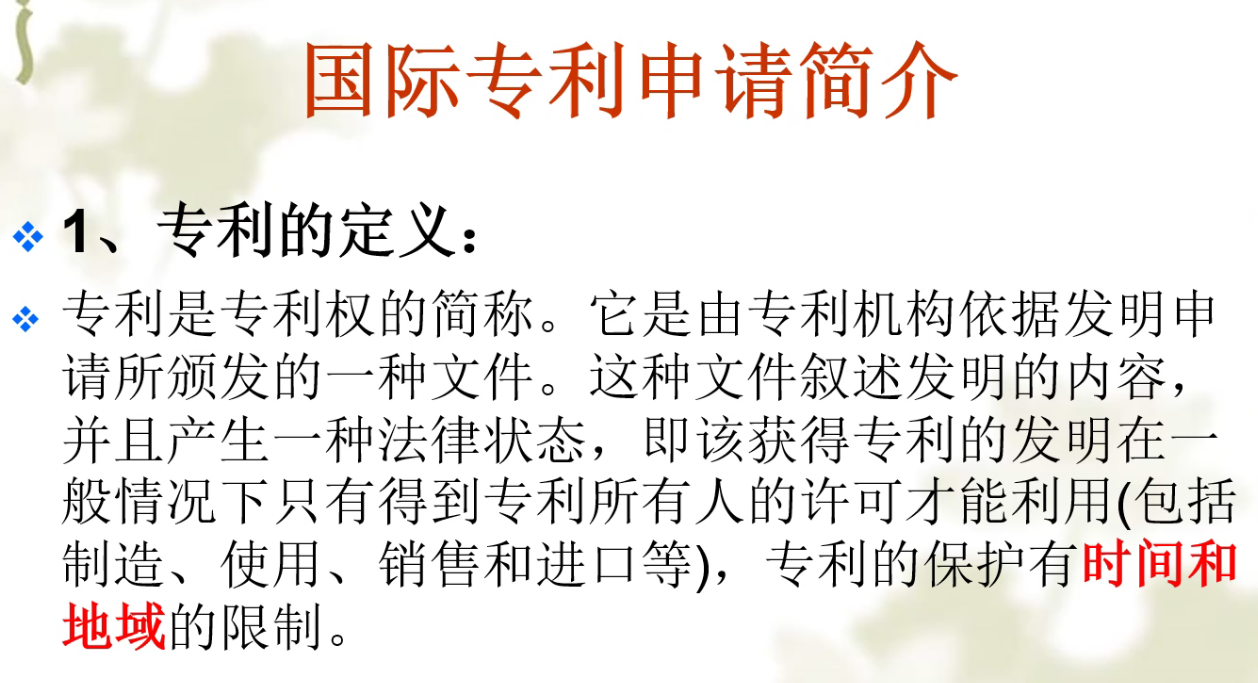 国际专利申请简介
1、专利的定义：
专利是专利权的简称。它是由专利机构依据发明申
请所颁发的一种文件。这种文件叙述发明的内容，
并且产生一种法律状态，即该获得专利的发明在一
般情况下只有得到专利所有人的许可才能利用(包括
制造、使用、销售和进口等)，专利的保护有时间和
地域的限制。